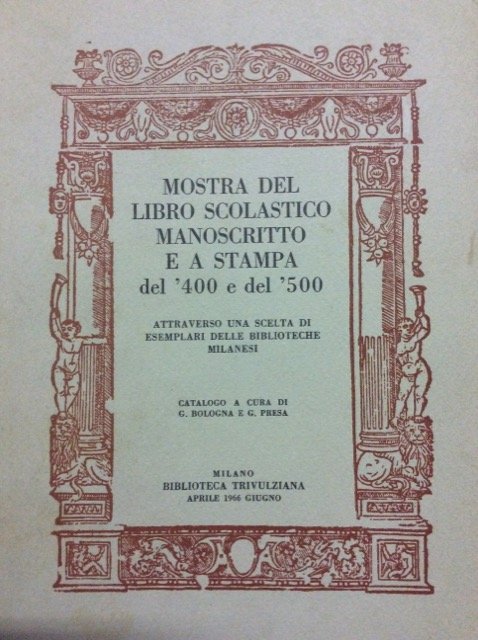 MOSTRA DEL
LIBRO SCOLASTICO
MANOSCRITTO
E A STAMPA
del '400 e del '500
ATTRAVERSO UNA SCELTA DI
ESEMPLARI DELLE BIBLIOTECHE
MILANESI
CATALOGO A CURA DI
G. BOLOGNA E G. PRESA
MILANO
BIBLIOTECA TRIVULZIANA
APRILE 1966 GIUGNO